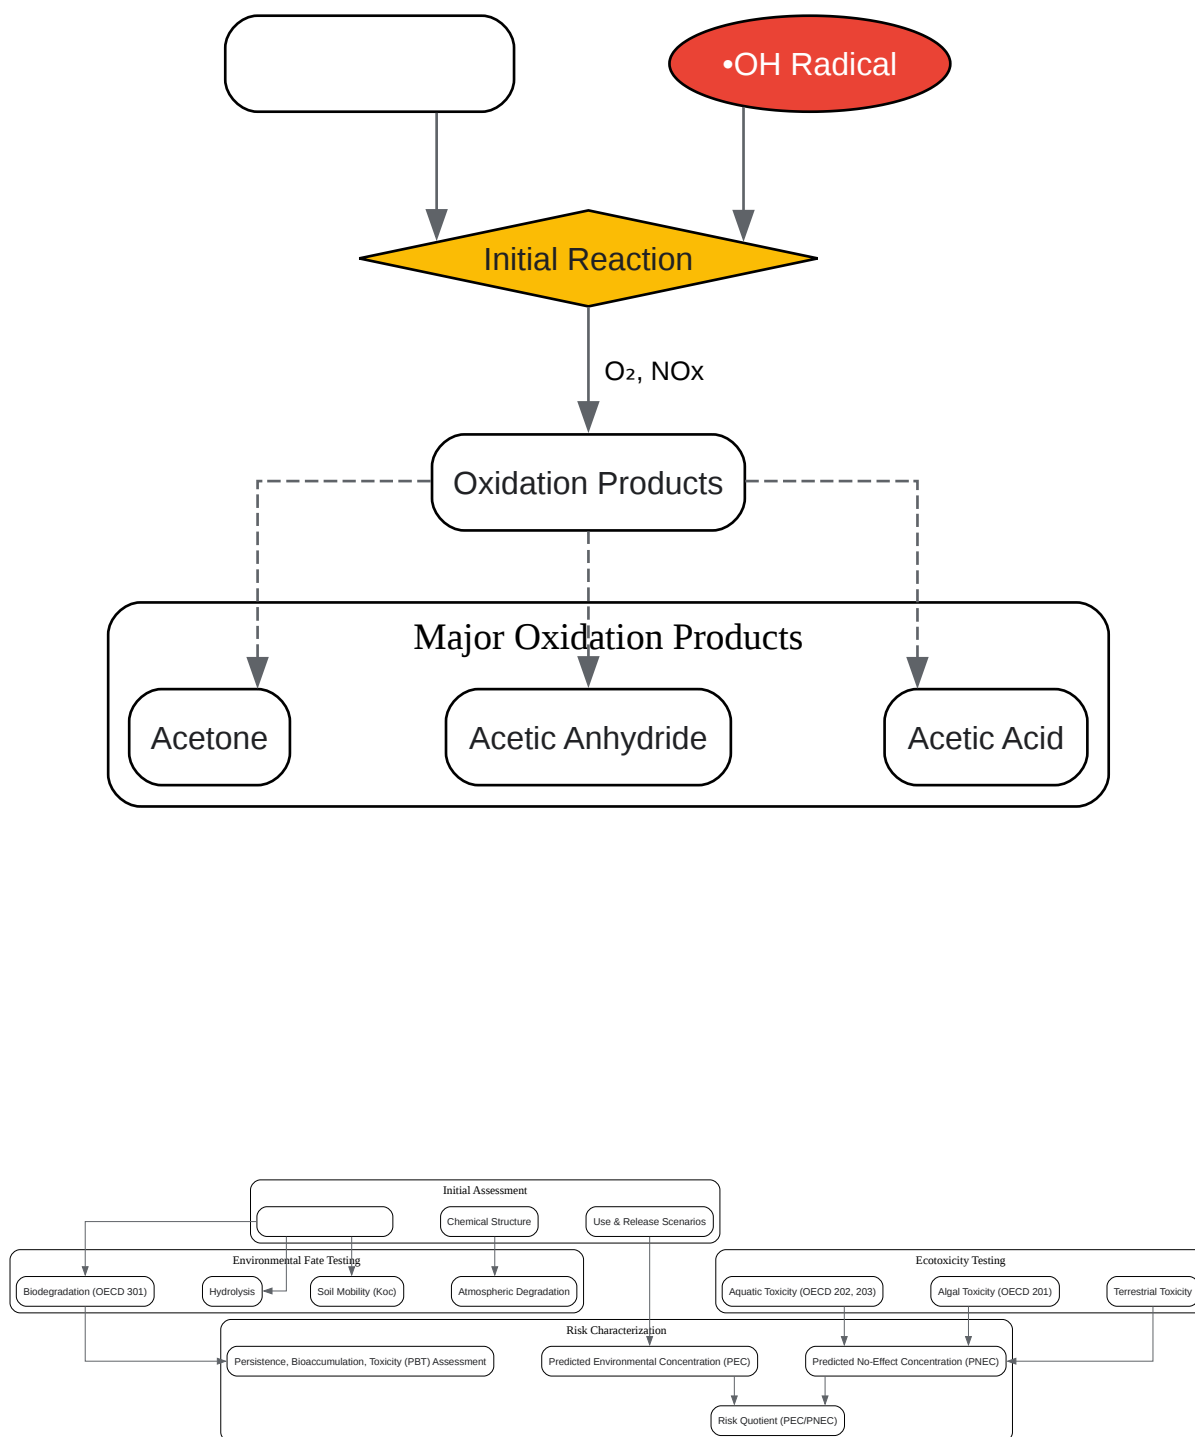 •OH Radical
Initial Reaction
O₂, NOx
Oxidation Products
Major Oxidation Products
Acetone
Acetic Anhydride
Acetic Acid
Initial Assessment
Chemical Structure
Use & Release Scenarios
Environmental Fate Testing
Ecotoxicity Testing
Biodegradation (OECD 301)
Hydrolysis
Soil Mobility (Koc)
Atmospheric Degradation
Aquatic Toxicity (OECD 202, 203)
Algal Toxicity (OECD 201)
Terrestrial Toxicity
Risk Characterization
Persistence, Bioaccumulation, Toxicity (PBT) Assessment
Predicted Environmental Concentration (PEC)
Predicted No-Effect Concentration (PNEC)
Risk Quotient (PEC/PNEC)